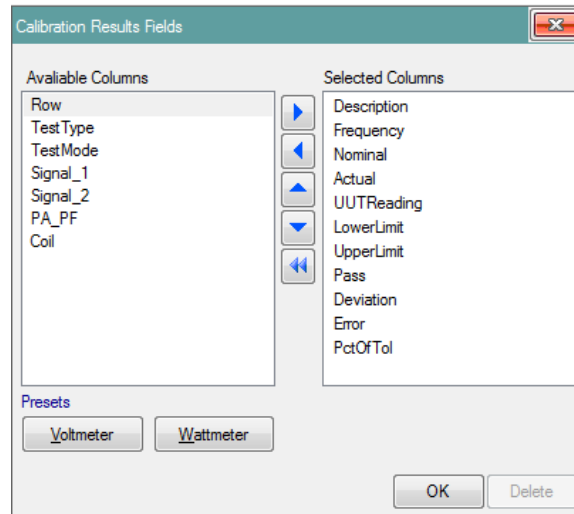 Calibration Results Fields
Avaliable Columns
Row
TestType
TestMode
Signal_1
Signal_2
PA_PF
Coil
Selected Columns
Description
Frequency
Nominal
Actual
UUTReading
LowerLimit
UpperLimit
Pass
Deviation
Error
PctOfTol
Presets
Voltmeter
Wattmeter
OK
Delete